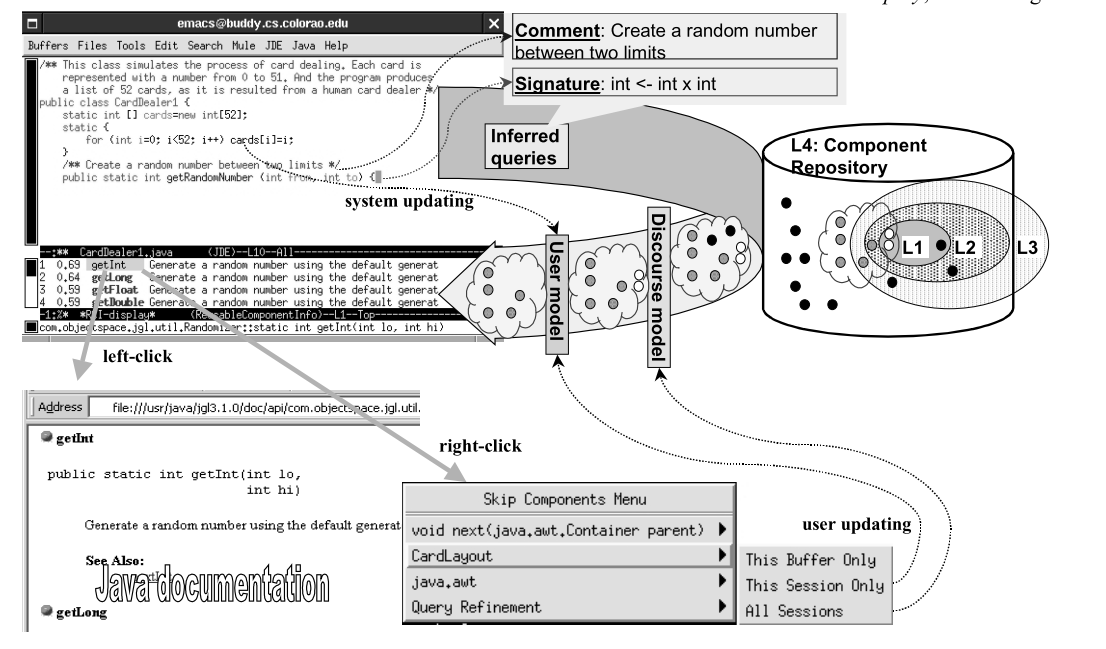 emacs@buddy.cs.colorao.edu
Buffers Files Tools Edit Search Mule JDE Java Help
/** This class simulates the process of card dealing. Each card is
represented with a number from 0 to 51. And the program produces
a list of 52 cards, as it is resulted from a human card dealer */
public class CardDealer1 {
static int [] cards=new int[52];
static {
for (int i=0; i<52; i++) cards[i]=i;
}
/** Create a random number between two limits */
public static int getRandomNumber (int from, int to) {
--:** CardDealer1.java (JDE)--L10--All
1 0.69 getInt Generate a random number using the default generat
2 0.64 getLong Generate a random number using the default generat
3 0.59 getFloat Generate a random number using the default generat
4 0.59 getDouble Generate a random number using the default generat
-1:%* *RCI-display* (ReusableComponentInfo)--L1--Top
com.objectspace.jgl.util.Randomizer::static int getInt(int lo, int hi)
Comment: Create a random number
between two limits
Signature: int <- int x int
Inferred
queries
system updating
User model
Discourse model
L4: Component
Repository
L1
L2
L3
left-click
right-click
user updating
Address file:///usr/java/jgl3.1.0/doc/api/com.objectspace.jgl.util.
getInt
public static int getInt(int lo,
int hi)
Generate a random number using the default generat
See Also:
Java documentation
getLong
Skip Components Menu
void next(java.awt.Container parent)
CardLayout
java.awt
Query Refinement
This Buffer Only
This Session Only
All Sessions